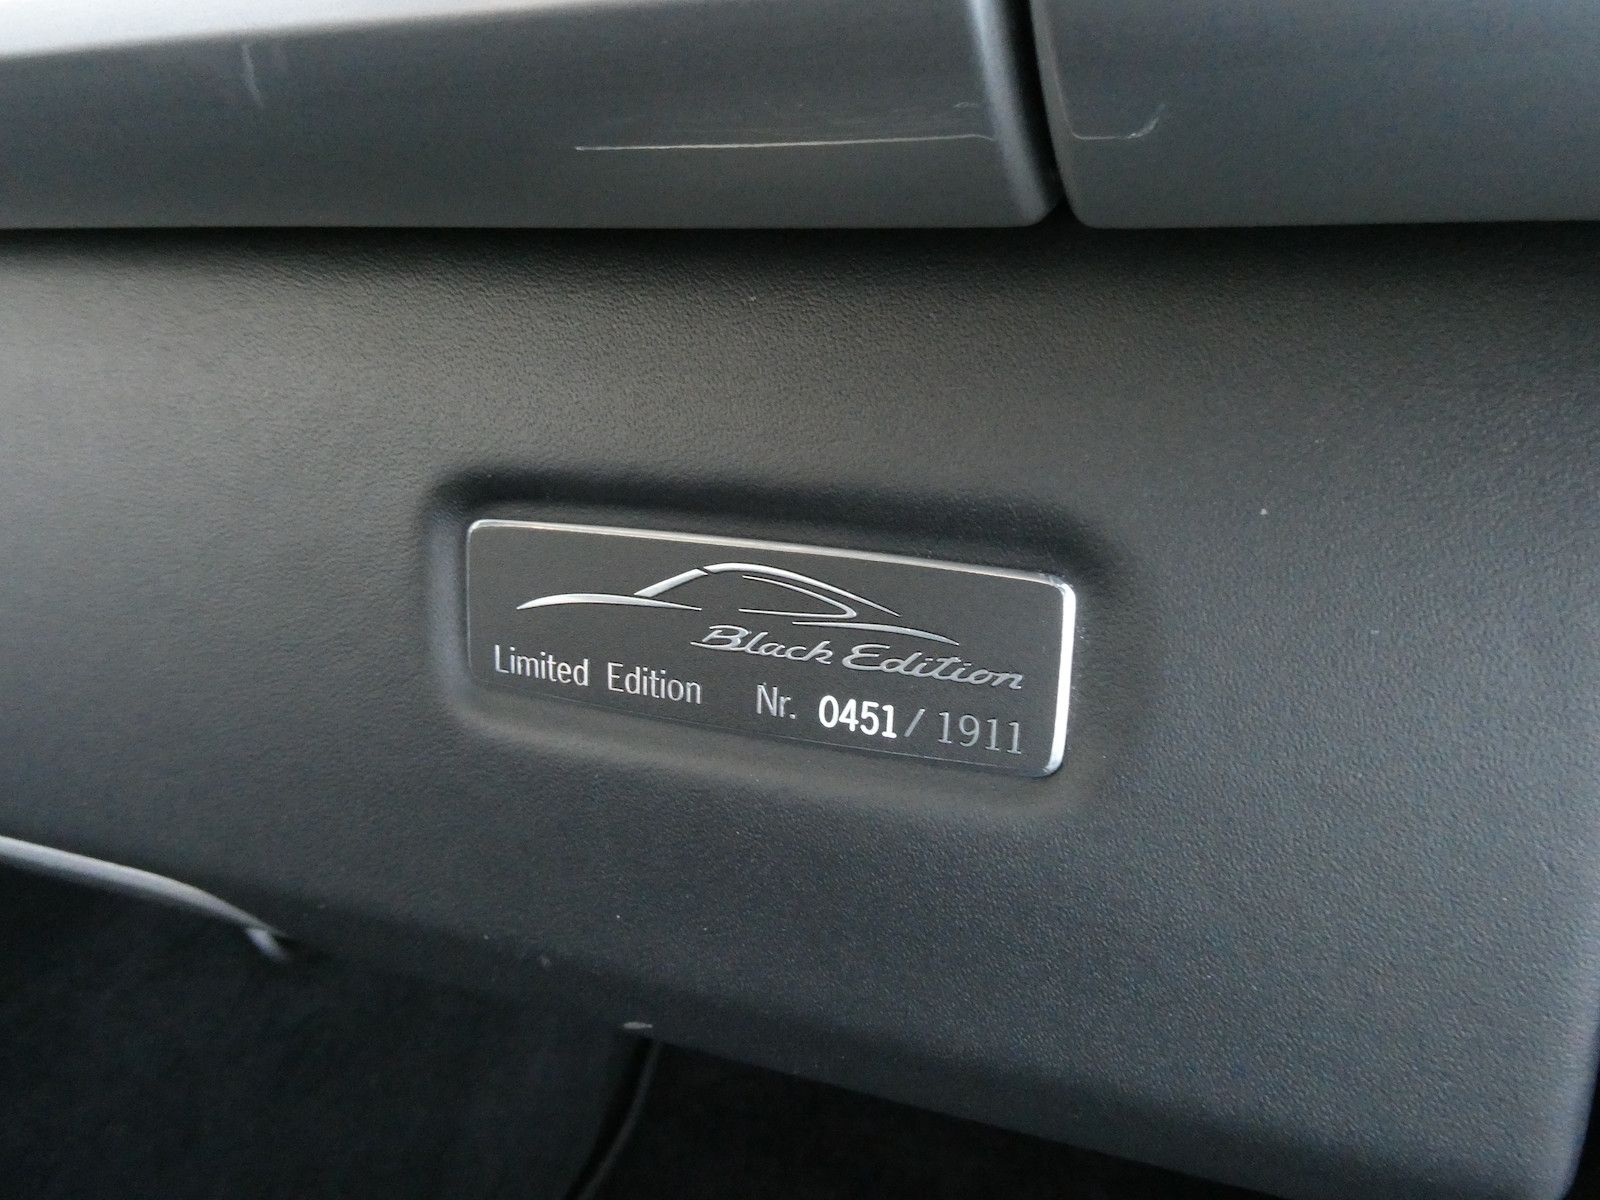 Black Edition
Limited Edition Nr. 0451 / 1911